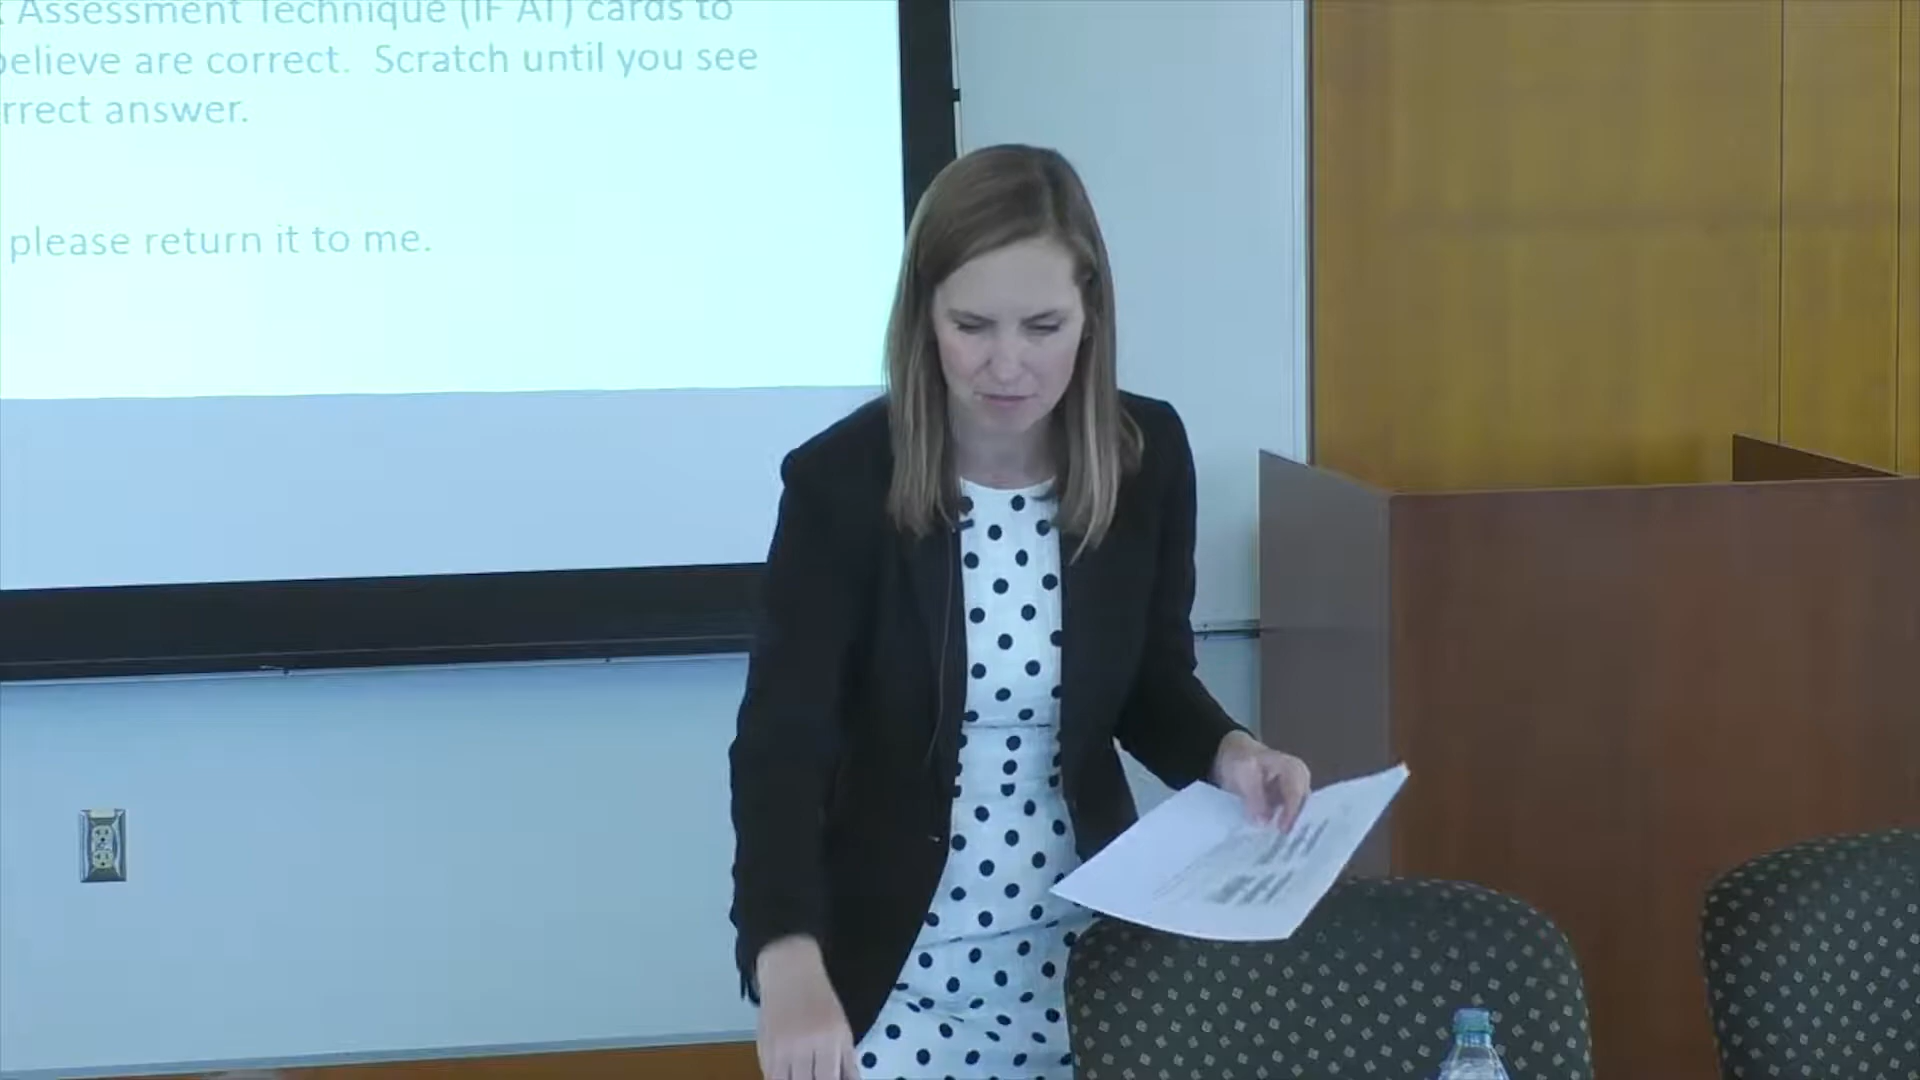 Assessment Technique (IF AT) cards to
believe are correct. Scratch until you see
rrect answer.
please return it to me.